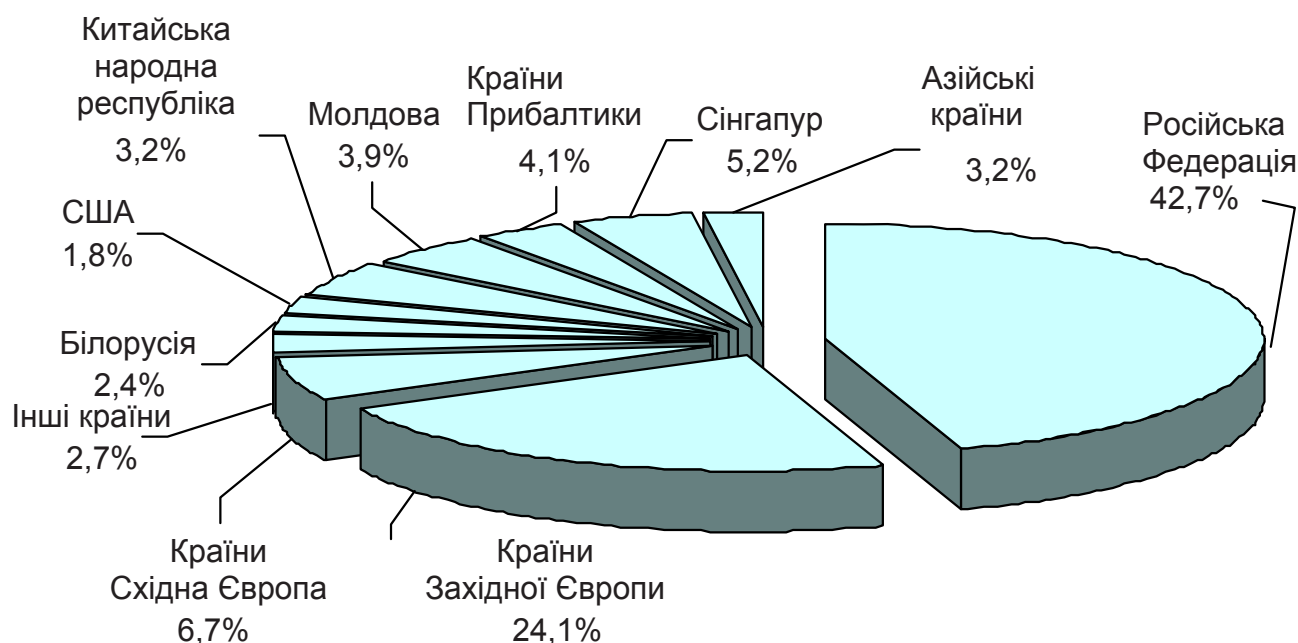 Китайська
народна
республіка
3,2%
Молдова
3,9%
Країни
Прибалтики
4,1%
Сінгапур
5,2%
Азійські
країни
3,2%
Російська
Федерація
42,7%
США
1,8%
Білорусія
2,4%
Інші країни
2,7%
Країни
Східна Європа
6,7%
Країни
Західної Європи
24,1%